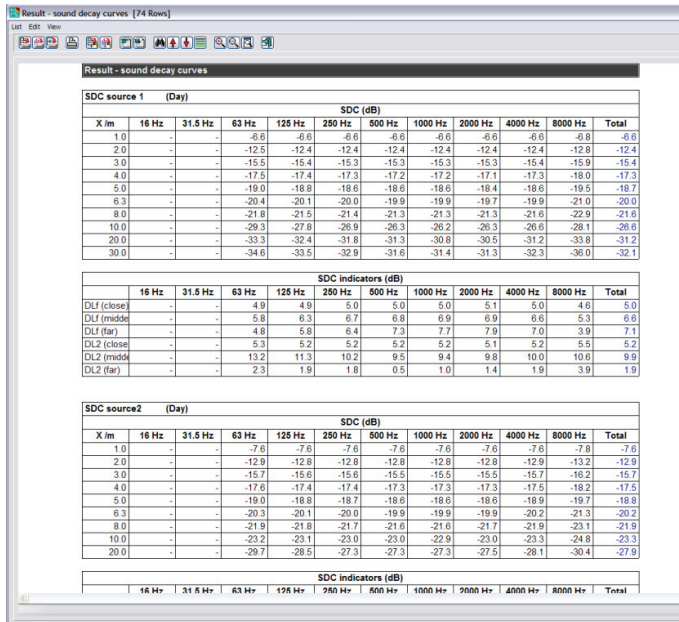 Result - sound decay curves [74 Rows]
List Edit View
Result - sound decay curves
SDC source 1 (Day)
SDC (dB)
X /m 16 Hz 31.5 Hz 63 Hz 125 Hz 250 Hz 500 Hz 1000 Hz 2000 Hz 4000 Hz 8000 Hz Total
1.0 - - -6.6 -6.6 -6.6 -6.6 -6.6 -6.6 -6.6 -6.8 -6.6
2.0 - - -12.5 -12.4 -12.4 -12.4 -12.4 -12.4 -12.4 -12.8 -12.4
3.0 - - -15.5 -15.4 -15.3 -15.3 -15.3 -15.3 -15.4 -15.9 -15.4
4.0 - - -17.5 -17.4 -17.3 -17.2 -17.2 -17.1 -17.3 -18.0 -17.3
5.0 - - -19.0 -18.8 -18.6 -18.6 -18.6 -18.4 -18.6 -19.5 -18.7
6.3 - - -20.4 -20.1 -20.0 -19.9 -19.9 -19.7 -19.9 -21.0 -20.0
8.0 - - -21.8 -21.5 -21.4 -21.3 -21.3 -21.3 -21.6 -22.9 -21.6
10.0 - - -29.3 -27.8 -26.9 -26.3 -26.2 -26.3 -26.6 -28.1 -26.6
20.0 - - -33.3 -32.4 -31.8 -31.3 -30.8 -30.5 -31.2 -33.8 -31.2
30.0 - - -34.6 -33.5 -32.9 -31.6 -31.4 -31.3 -32.3 -36.0 -32.1
SDC indicators (dB)
16 Hz 31.5 Hz 63 Hz 125 Hz 250 Hz 500 Hz 1000 Hz 2000 Hz 4000 Hz 8000 Hz Total
DLf (close) - - 4.9 4.9 5.0 5.0 5.0 5.1 5.0 4.6 5.0
DLf (midde - - 5.8 6.3 6.7 6.8 6.9 6.9 6.6 5.3 6.6
DLf (far) - - 4.8 5.8 6.4 7.3 7.7 7.9 7.0 3.9 7.1
DL2 (close - - 5.3 5.2 5.2 5.2 5.2 5.1 5.2 5.5 5.2
DL2 (midde - - 13.2 11.3 10.2 9.5 9.4 9.8 10.0 10.6 9.9
DL2 (far) - - 2.3 1.9 1.8 0.5 1.0 1.4 1.9 3.9 1.9
SDC source2 (Day)
SDC (dB)
X /m 16 Hz 31.5 Hz 63 Hz 125 Hz 250 Hz 500 Hz 1000 Hz 2000 Hz 4000 Hz 8000 Hz Total
1.0 - - -7.6 -7.6 -7.6 -7.6 -7.6 -7.6 -7.6 -7.8 -7.6
2.0 - - -12.9 -12.8 -12.8 -12.8 -12.8 -12.8 -12.9 -13.2 -12.9
3.0 - - -15.7 -15.6 -15.6 -15.5 -15.5 -15.5 -15.7 -16.2 -15.7
4.0 - - -17.6 -17.4 -17.4 -17.3 -17.3 -17.3 -17.5 -18.2 -17.5
5.0 - - -19.0 -18.8 -18.7 -18.6 -18.6 -18.6 -18.9 -19.7 -18.8
6.3 - - -20.3 -20.1 -20.0 -19.9 -19.9 -19.9 -20.2 -21.3 -20.2
8.0 - - -21.9 -21.8 -21.7 -21.6 -21.6 -21.7 -21.9 -23.1 -21.9
10.0 - - -23.2 -23.1 -23.0 -23.0 -22.9 -23.0 -23.3 -24.8 -23.3
20.0 - - -29.7 -28.5 -27.3 -27.3 -27.3 -27.5 -28.1 -30.4 -27.9
SDC indicators (dB)
16 Hz 31.5 Hz 63 Hz 125 Hz 250 Hz 500 Hz 1000 Hz 2000 Hz 4000 Hz 8000 Hz Total